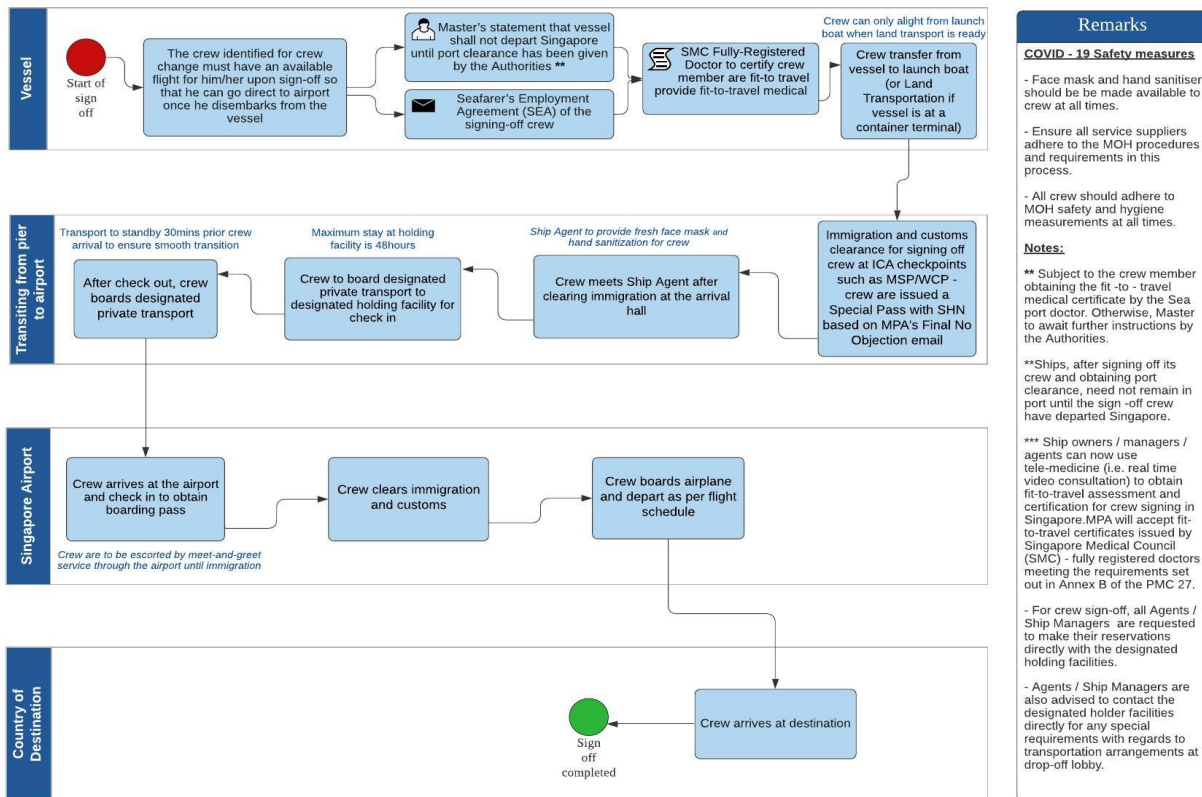 Vessel
Start of
sign
off
The crew identified for crew
change must have an available
flight for him/her upon sign-off so
that he can go direct to airport
once he disembarks from the
vessel
Master's statement that vessel
shall not depart Singapore
until port clearance has been given
by the Authorities **
Seafarer's Employment
Agreement (SEA) of the
signing-off crew
SMC Fully-Registered
Doctor to certify crew
member are fit-to travel
provide fit-to-travel medical
Crew can only alight from launch
boat when land transport is ready
Crew transfer from
vessel to launch boat
(or Land
Transportation if
vessel is at a
container terminal)
Transiting from pier
to airport
Transport to standby 30mins prior crew
arrival to ensure smooth transition
After check out, crew
boards designated
private transport
Maximum stay at holding
facility is 48hours
Crew to board designated
private transport to
designated holding facility for
check in
Ship Agent to provide fresh face mask and
hand sanitization for crew
Crew meets Ship Agent after
clearing immigration at the arrival
hall
Immigration and customs
clearance for signing off
crew at ICA checkpoints
such as MSP/WCP -
crew are issued a
Special Pass with SHN
based on MPA's Final No
Objection email
Singapore Airport
Crew arrives at the airport
and check in to obtain
boarding pass
Crew are to be escorted by meet-and-greet
service through the airport until immigration
Crew clears immigration
and customs
Crew boards airplane
and depart as per flight
schedule
Country of
Destination
Sign
off
completed
Crew arrives at destination
Remarks
COVID - 19 Safety measures
- Face mask and hand sanitiser
should be be made available to
crew at all times.
- Ensure all service suppliers
adhere to the MOH procedures
and requirements in this
process.
- All crew should adhere to
MOH safety and hygiene
measurements at all times.
Notes:
** Subject to the crew member
obtaining the fit -to - travel
medical certificate by the Sea
port doctor. Otherwise, Master
to await further instructions by
the Authorities.
**Ships, after signing off its
crew and obtaining port
clearance, need not remain in
port until the sign -off crew
have departed Singapore.
*** Ship owners / managers /
agents can now use
tele-medicine (i.e. real time
video consultation) to obtain
fit-to-travel assessment and
certification for crew signing in
Singapore.MPA will accept fit-
to-travel certificates issued by
Singapore Medical Council
(SMC) - fully registered doctors
meeting the requirements set
out in Annex B of the PMC 27.
- For crew sign-off, all Agents /
Ship Managers are requested
to make their reservations
directly with the designated
holding facilities.
- Agents / Ship Managers are
also advised to contact the
designated holder facilities
directly for any special
requirements with regards to
transportation arrangements at
drop-off lobby.